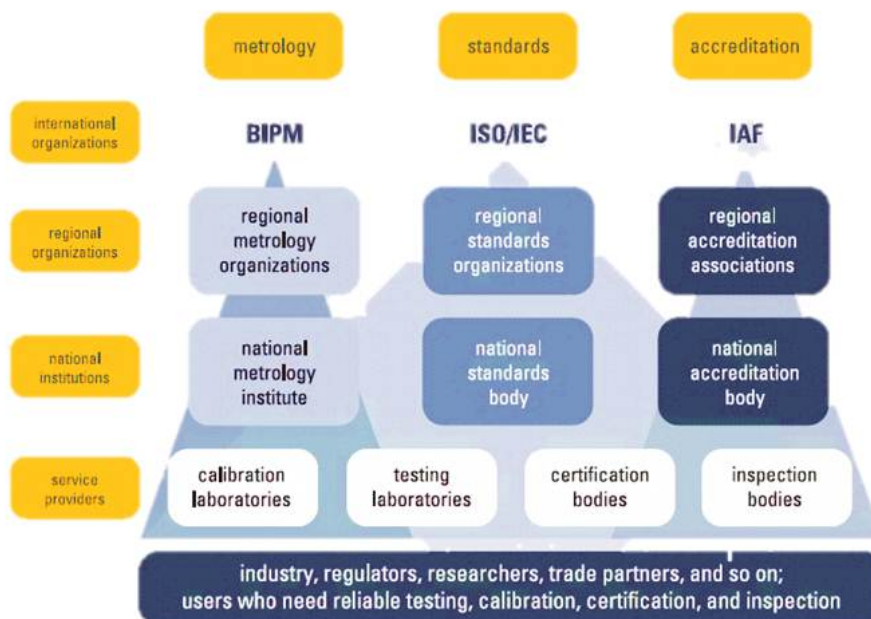 metrology
standards
accreditation
international
organizations
BIPM
ISO/IEC
IAF
regional
organizations
regional
metrology
organizations
regional
standards
organizations
regional
accreditation
associations
national
institutions
national
metrology
institute
national
standards
body
national
accreditation
body
service
providers
calibration
laboratories
testing
laboratories
certification
bodies
inspection
bodies
industry, regulators, researchers, trade partners, and so on;
users who need reliable testing, calibration, certification, and inspection